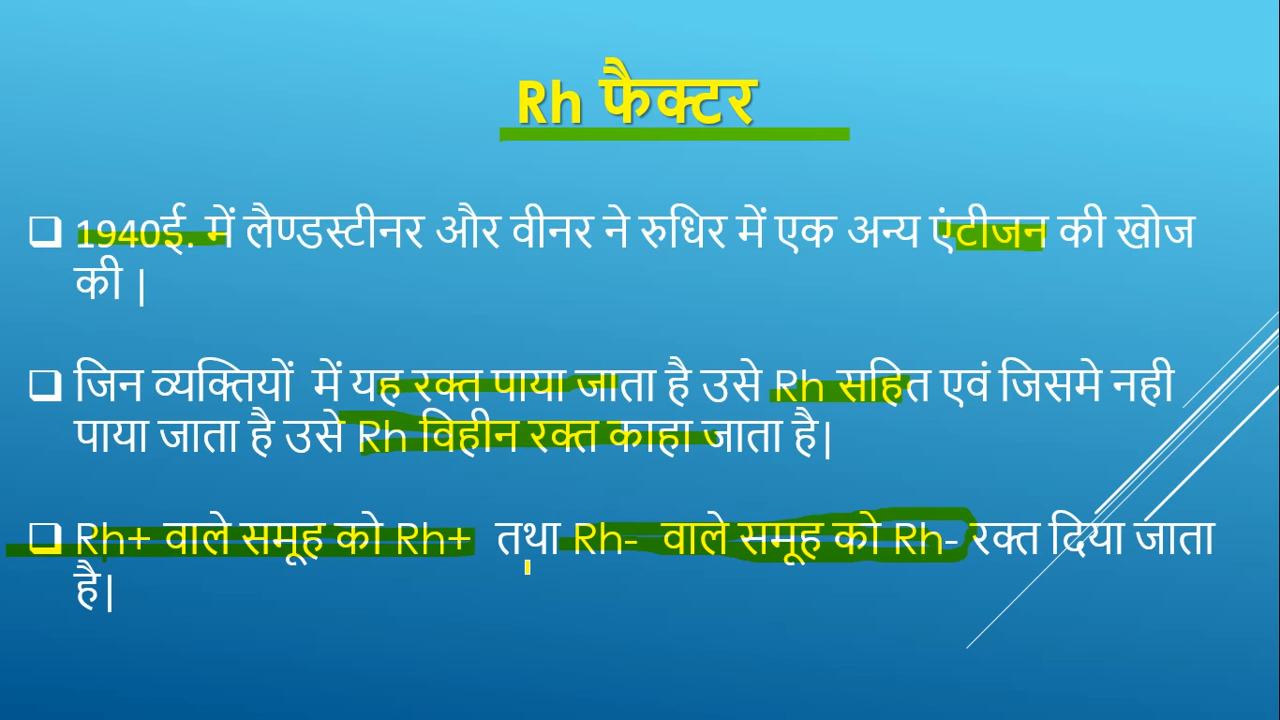 Rh फैक्टर
❑ 1940ई. में लैण्डस्टीनर और वीनर ने रुधिर में एक अन्य एंटीजन की खोज
की |
❑ जिन व्यक्तियों में यह रक्त पाया जाता है उसे Rh सहित एवं जिसमे नही
पाया जाता है उसे Rh विहीन रक्त काहा जाता है|
❑ Rh+ वाले समूह को Rh+ तथा Rh- वाले समूह को Rh- रक्त दिया जाता
है|